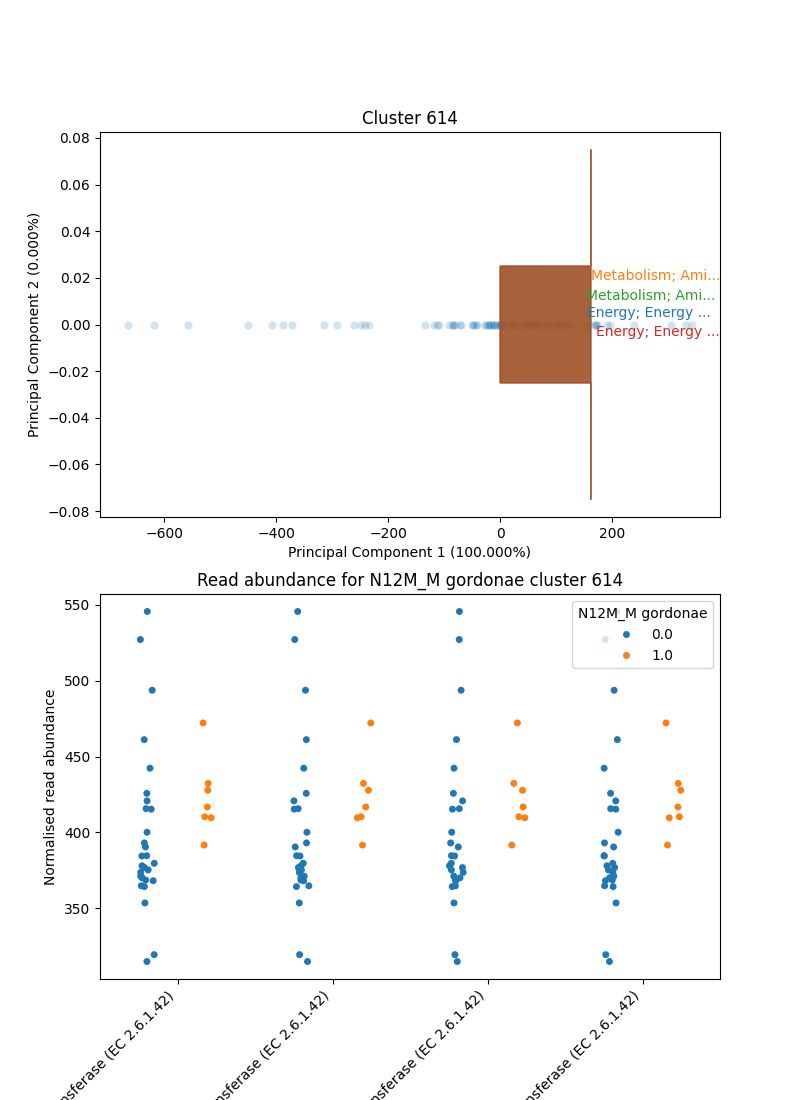 Cluster 614
0.08
0.06
0.04
0.02
0.00
−0.02
−0.04
−0.06
−0.08
Principal Component 2 (0.000%)
Metabolism; Ami...
Metabolism; Ami...
Energy; Energy ...
Energy; Energy ...
−600 −400 −200 0 200
Principal Component 1 (100.000%)
Read abundance for N12M_M gordonae cluster 614
550
500
450
400
350
Normalised read abundance
N12M_M gordonae
0.0
1.0
nsferase (EC 2.6.1.42)
nsferase (EC 2.6.1.42)
nsferase (EC 2.6.1.42)
nsferase (EC 2.6.1.42)